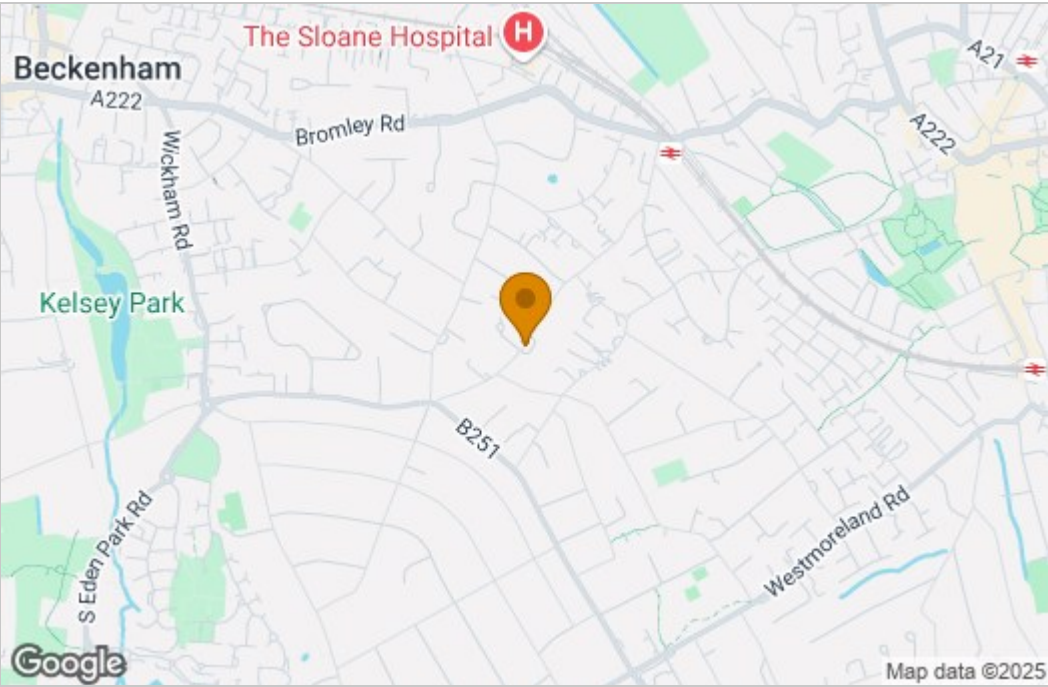 The Sloane Hospital
H
A21
Beckenham
A222
Bromley Rd
A222
Wickham Rd
Kelsey Park
B251
S Eden Park Rd
Westmoreland Rd
Google
Map data ©2025